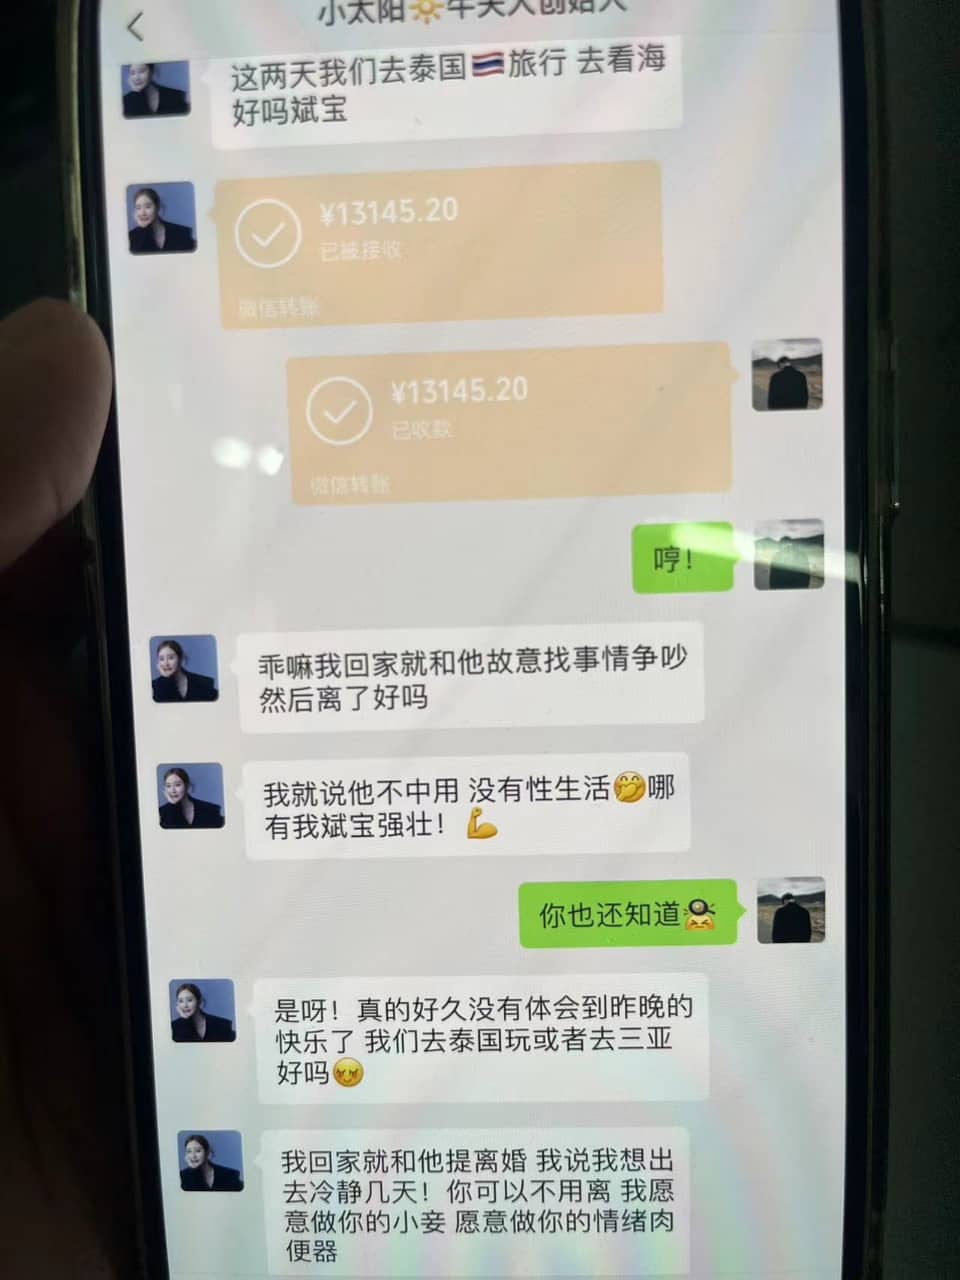 小太阳🔆牛夫人创始人
这两天我们去泰国🇹🇭旅行 去看海
好吗斌宝
¥13145.20
已被接收
微信转账
¥13145.20
已收款
微信转账
哼！
乖嘛我回家就和他故意找事情争吵
然后离了好吗
我就说他不中用 没有性生活🤭哪
有我斌宝强壮！💪
你也还知道
是呀！真的好久没有体会到昨晚的
快乐了 我们去泰国玩或者去三亚
好吗
我回家就和他提离婚 我说我想出
去冷静几天！你可以不用离 我愿
意做你的小妾 愿意做你的情绪肉
便器